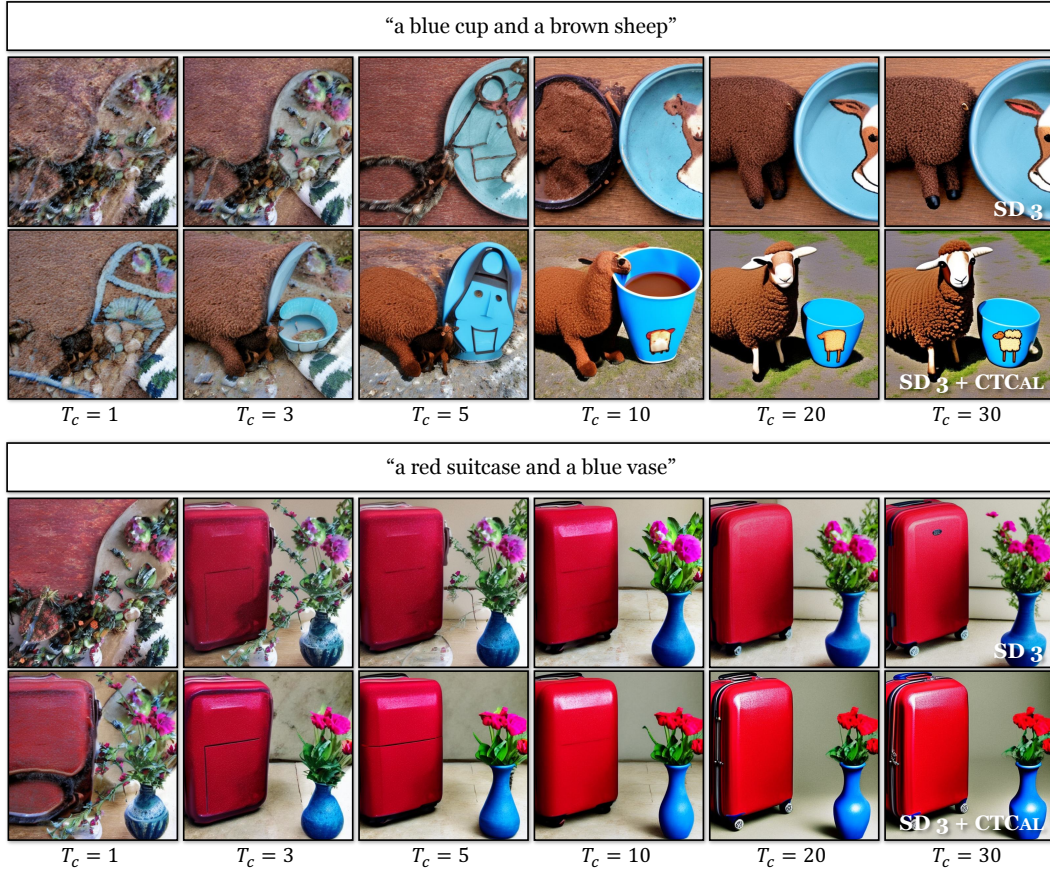 “a blue cup and a brown sheep”
SD 3
SD 3 + CTCAL
T_c = 1 T_c = 3 T_c = 5 T_c = 10 T_c = 20 T_c = 30
“a red suitcase and a blue vase”
SD 3
SD 3 + CTCAL
T_c = 1 T_c = 3 T_c = 5 T_c = 10 T_c = 20 T_c = 30